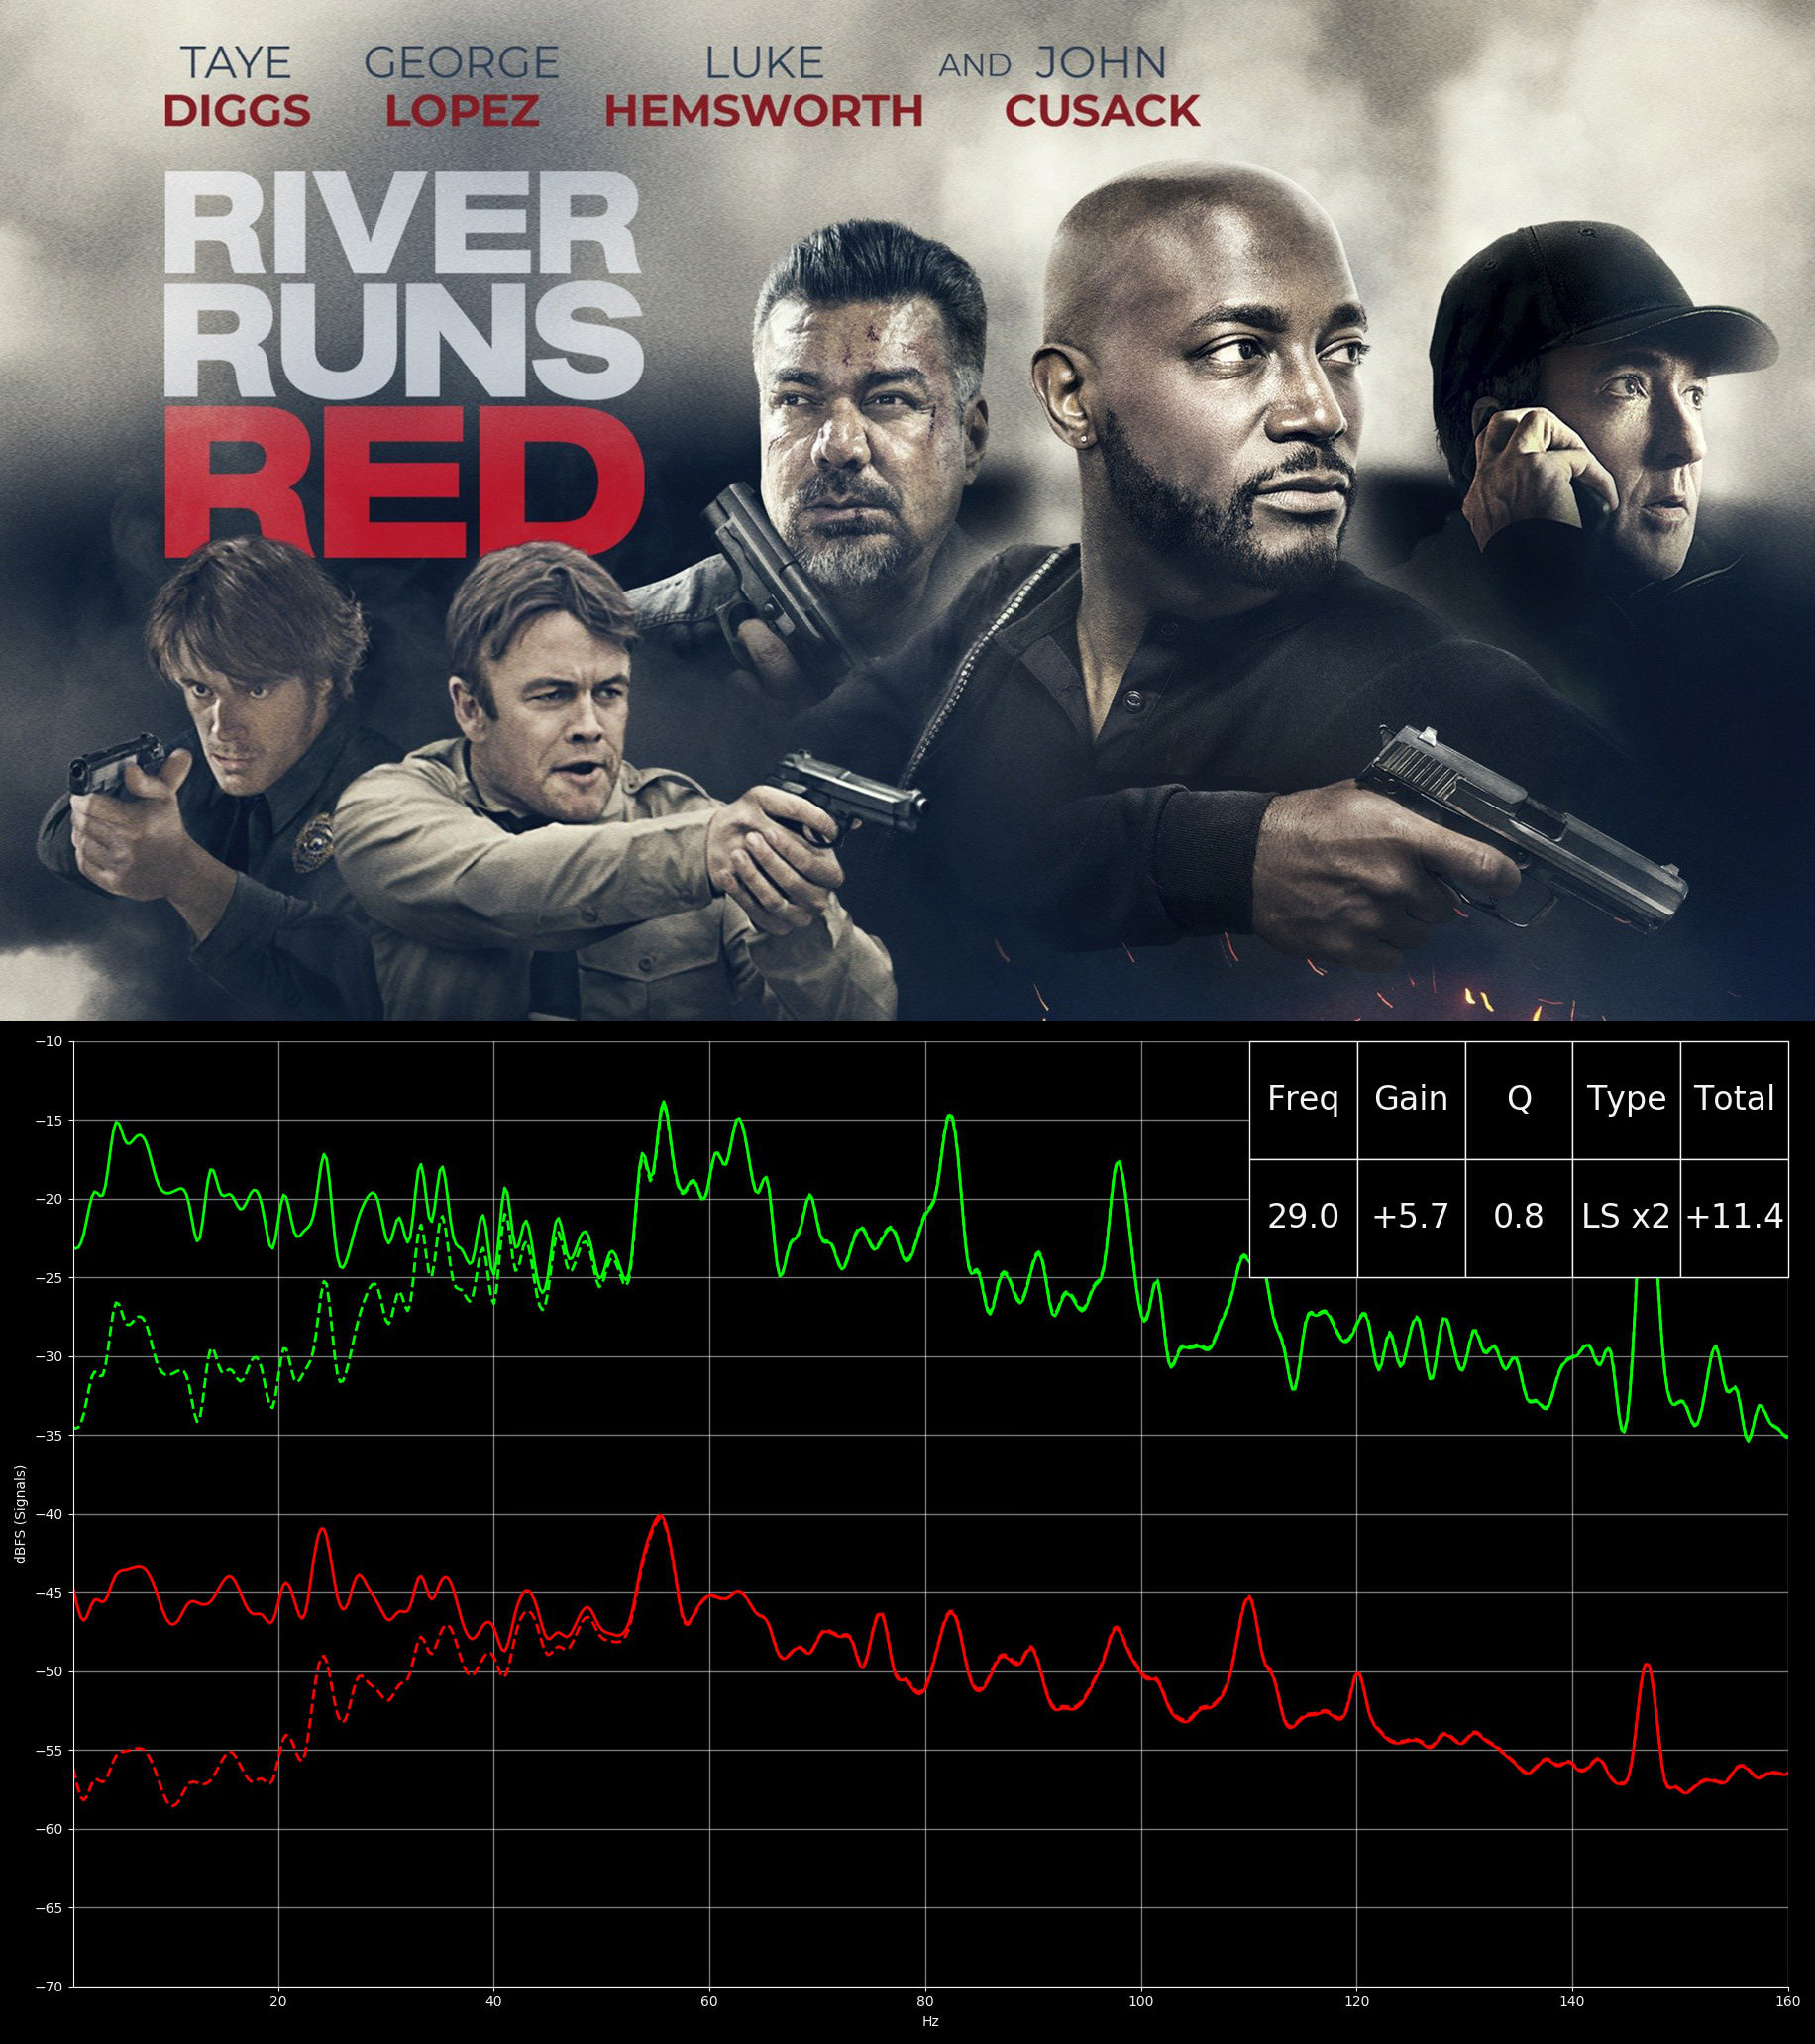 TAYE GEORGE LUKE AND JOHN
DIGGS LOPEZ HEMSWORTH CUSACK
RIVER
RUNS
RED
Freq Gain Q Type Total
29.0 +5.7 0.8 LS x2 +11.4
−10
−15
−20
−25
−30
−35
−40
−45
−50
−55
−60
−65
−70
dBFS (Signals)
20 40 60 80 100 120 140 160
Hz